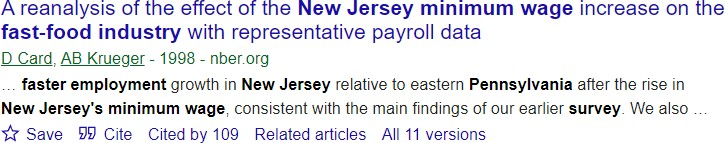 A reanalysis of the effect of the New Jersey minimum wage increase on the
fast-food industry with representative payroll data
D Card, AB Krueger - 1998 - nber.org
... faster employment growth in New Jersey relative to eastern Pennsylvania after the rise in
New Jersey's minimum wage, consistent with the main findings of our earlier survey. We also ...
Save Cite Cited by 109 Related articles All 11 versions